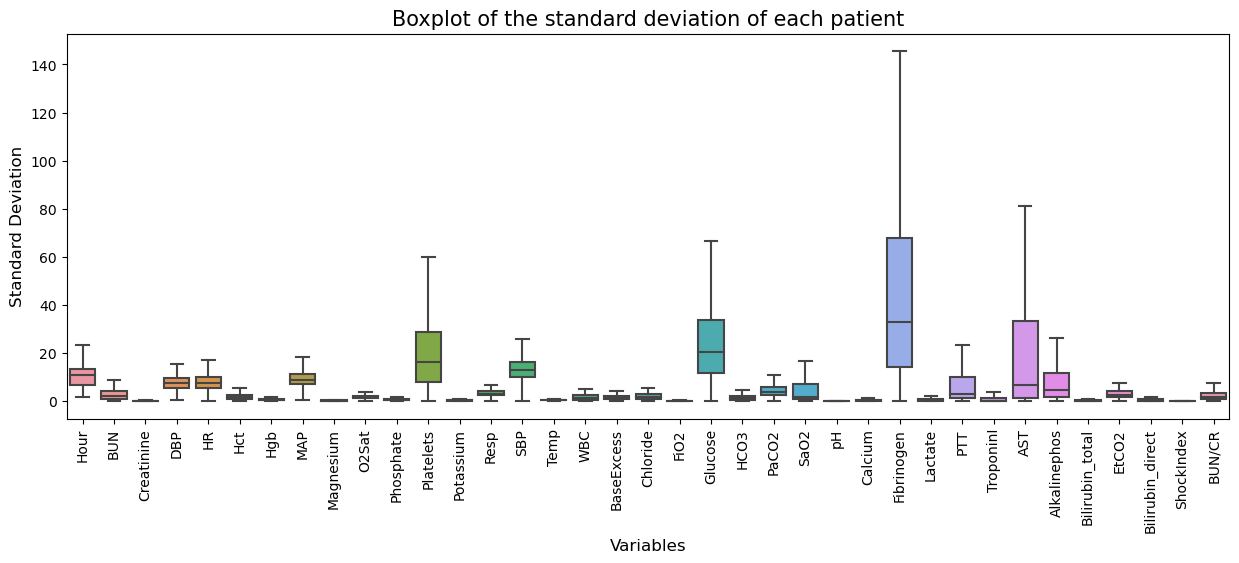 Boxplot of the standard deviation of each patient
Standard Deviation
140
120
100
80
60
40
20
0
Hour
BUN
Creatinine
DBP
HR
Hct
Hgb
MAP
Magnesium
O2Sat
Phosphate
Platelets
Potassium
Resp
SBP
Temp
WBC
BaseExcess
Chloride
FiO2
Glucose
HCO3
PaCO2
SaO2
pH
Calcium
Fibrinogen
Lactate
PTT
TroponinI
AST
Alkalinephos
Bilirubin_total
EtCO2
Bilirubin_direct
ShockIndex
BUN/CR
Variables